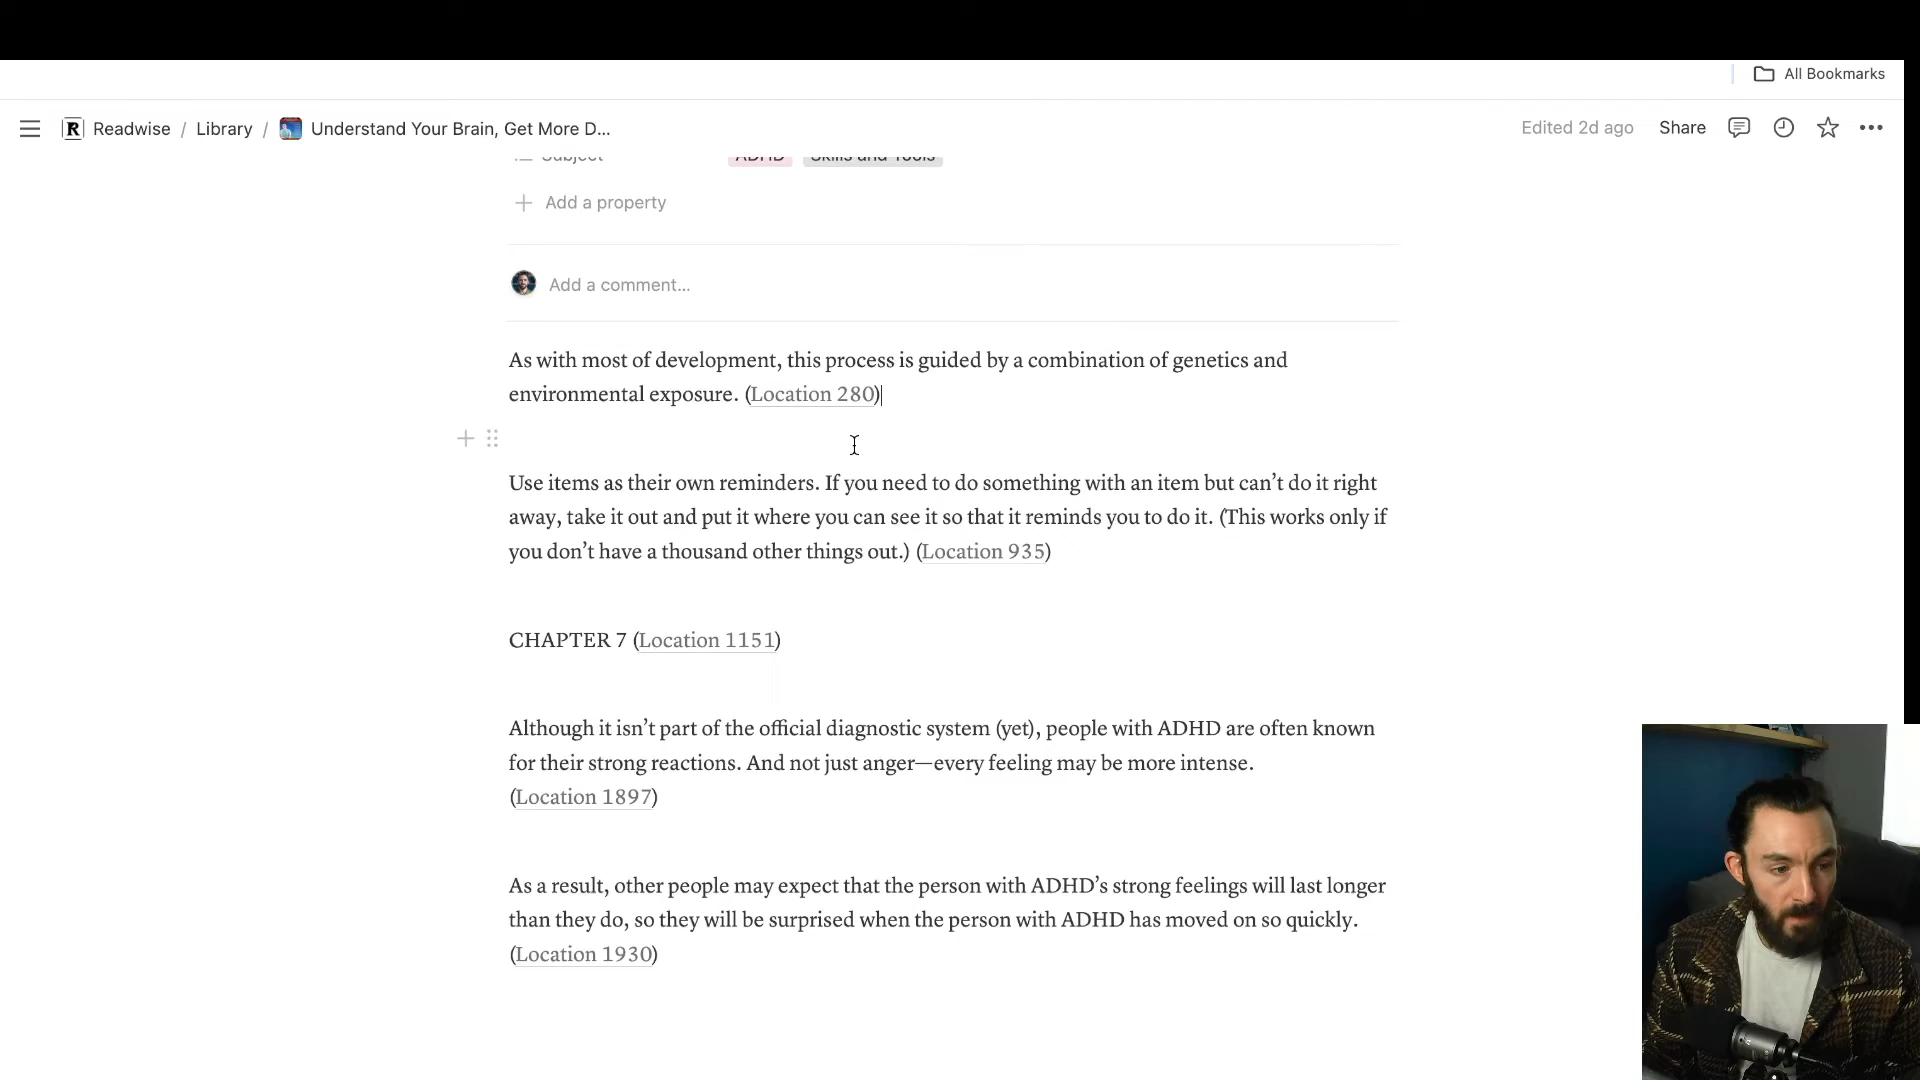 All Bookmarks
R Readwise / Library / Understand Your Brain, Get More D...
Edited 2d ago Share
Subject ADHD Skills and Tools
Add a property
Add a comment...
As with most of development, this process is guided by a combination of genetics and
environmental exposure. (Location 280)
Use items as their own reminders. If you need to do something with an item but can’t do it right
away, take it out and put it where you can see it so that it reminds you to do it. (This works only if
you don’t have a thousand other things out.) (Location 935)
CHAPTER 7 (Location 1151)
Although it isn’t part of the official diagnostic system (yet), people with ADHD are often known
for their strong reactions. And not just anger—every feeling may be more intense.
(Location 1897)
As a result, other people may expect that the person with ADHD’s strong feelings will last longer
than they do, so they will be surprised when the person with ADHD has moved on so quickly.
(Location 1930)